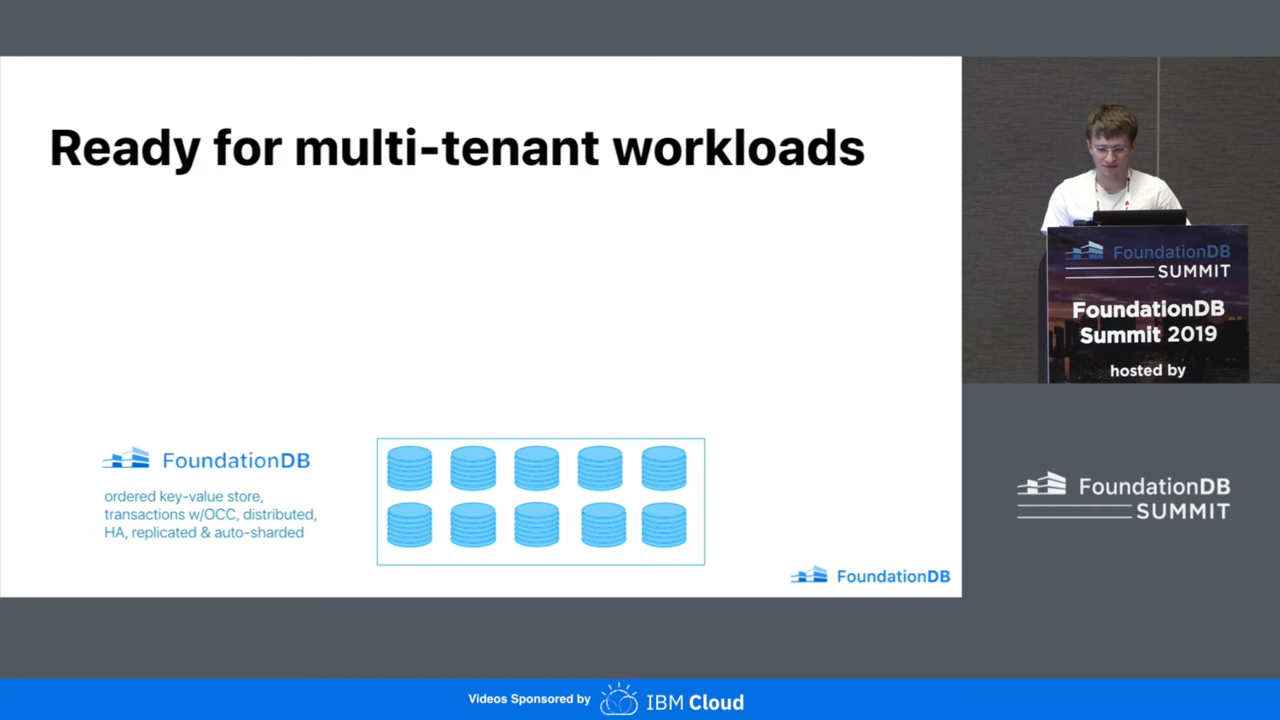 Ready for multi-tenant workloads
FoundationDB
ordered key-value store,
transactions w/OCC, distributed,
HA, replicated & auto-sharded
FoundationDB
FoundationDB
SUMMIT
FoundationDB
Summit 2019
hosted by
FoundationDB
SUMMIT
Videos Sponsored by
IBM Cloud